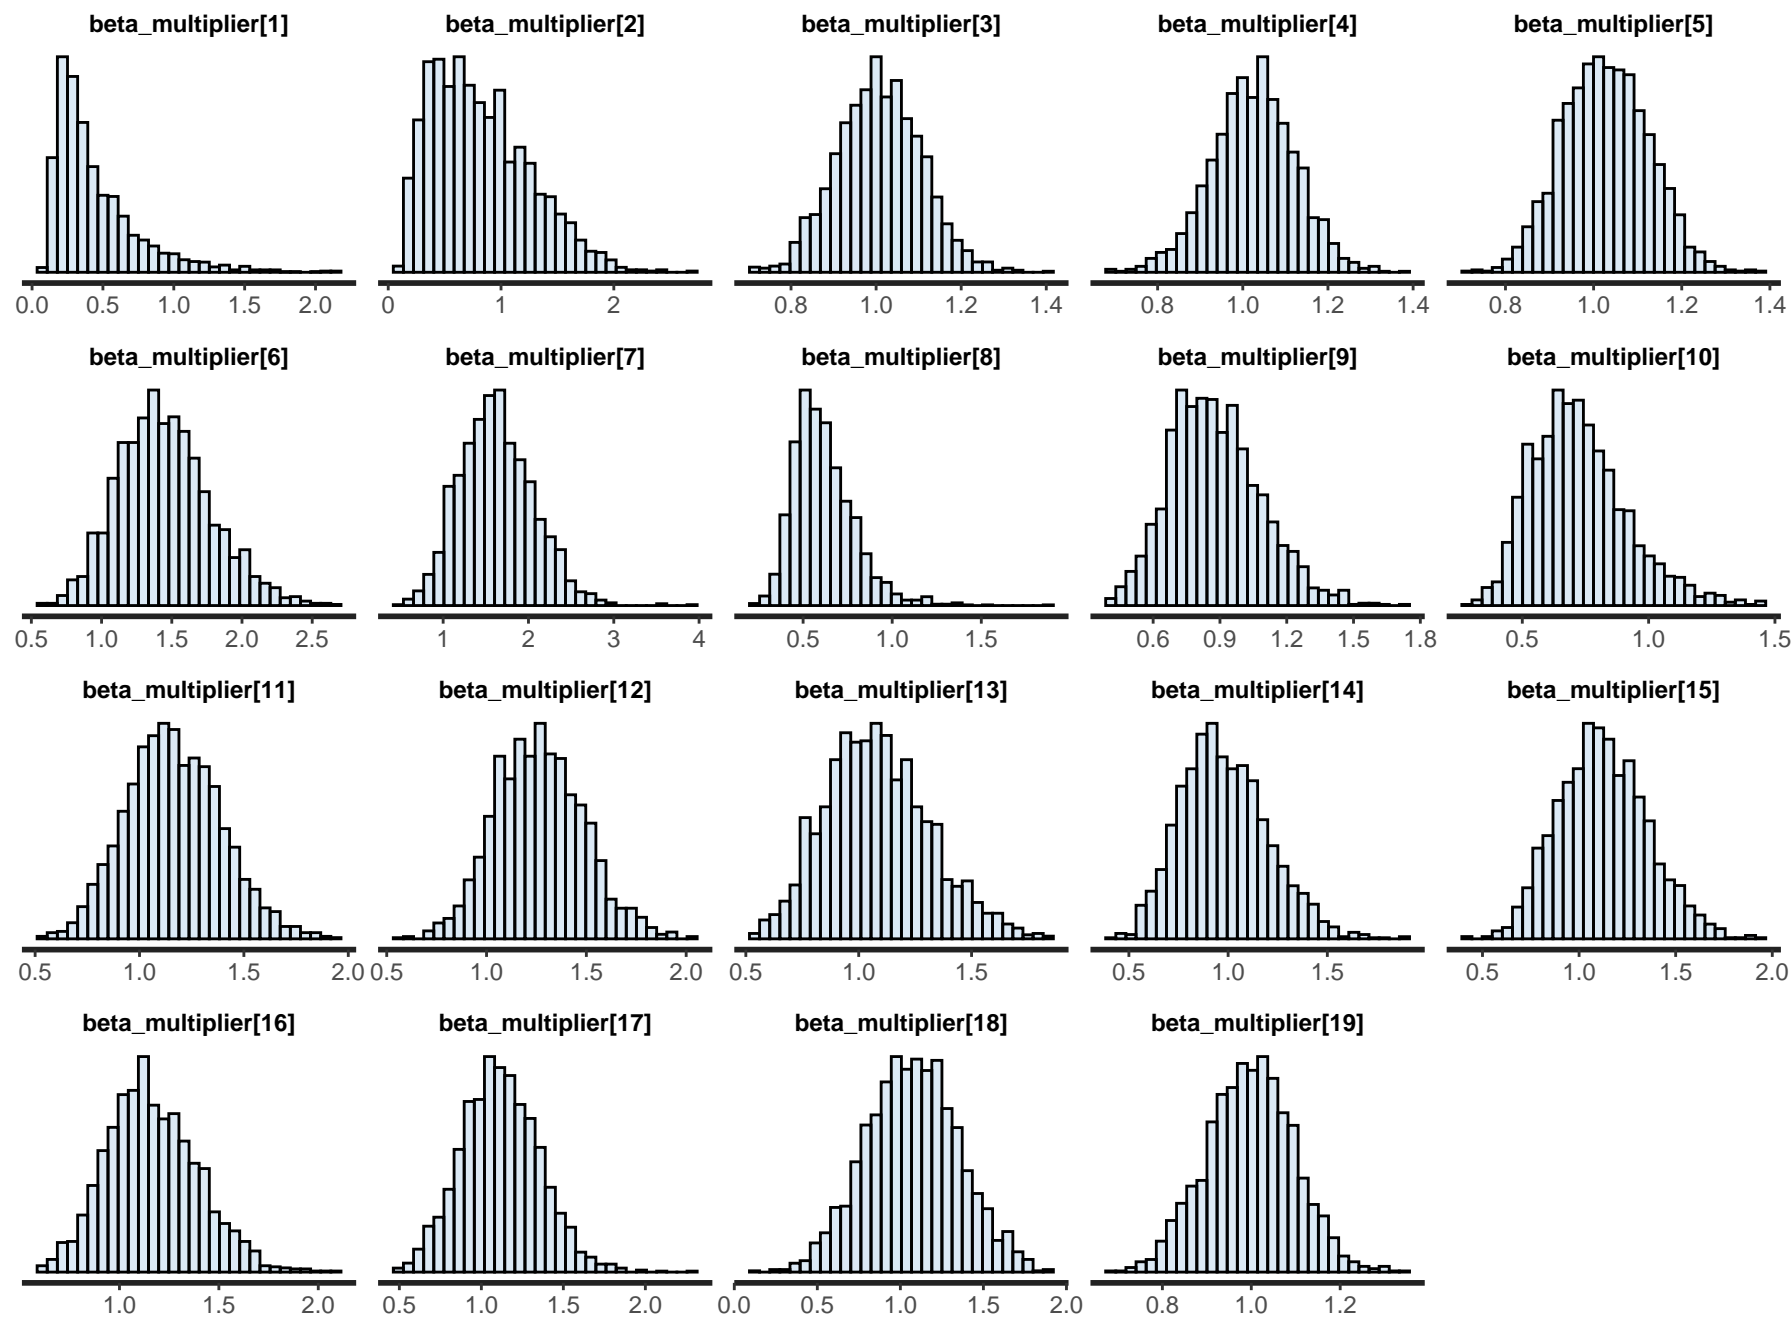 beta_multiplier[1] beta_multiplier[2] beta_multiplier[3] beta_multiplier[4] beta_multiplier[5]
0.0 0.5 1.0 1.5 2.0 0 1 2 0.8 1.0 1.2 1.4 0.8 1.0 1.2 1.4 0.8 1.0 1.2 1.4
beta_multiplier[6] beta_multiplier[7] beta_multiplier[8] beta_multiplier[9] beta_multiplier[10]
0.5 1.0 1.5 2.0 2.5 1 2 3 4 0.5 1.0 1.5 0.6 0.9 1.2 1.5 1.8 0.5 1.0 1.5
beta_multiplier[11] beta_multiplier[12] beta_multiplier[13] beta_multiplier[14] beta_multiplier[15]
0.5 1.0 1.5 2.0 0.5 1.0 1.5 2.0 0.5 1.0 1.5 0.5 1.0 1.5 0.5 1.0 1.5 2.0
beta_multiplier[16] beta_multiplier[17] beta_multiplier[18] beta_multiplier[19]
1.0 1.5 2.0 0.5 1.0 1.5 2.0 0.0 0.5 1.0 1.5 2.0 0.8 1.0 1.2